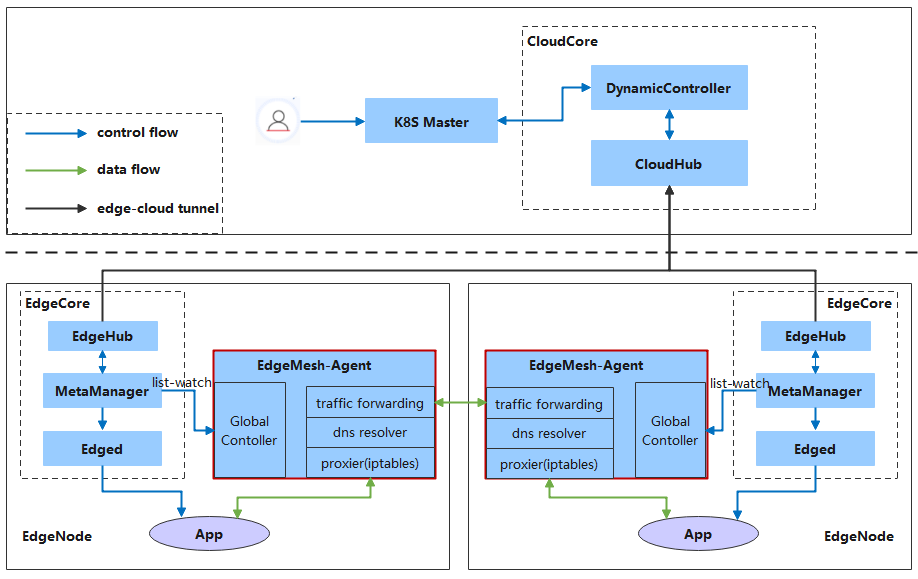 CloudCore
DynamicController
K8S Master
CloudHub
control flow
data flow
edge-cloud tunnel
EdgeCore
EdgeHub
MetaManager
list-watch
Edged
EdgeMesh-Agent
Global
Contoller
traffic forwarding
dns resolver
proxier(iptables)
App
EdgeNode
EdgeCore
EdgeHub
MetaManager
list-watch
Edged
EdgeMesh-Agent
traffic forwarding
dns resolver
proxier(iptables)
Global
Contoller
App
EdgeNode